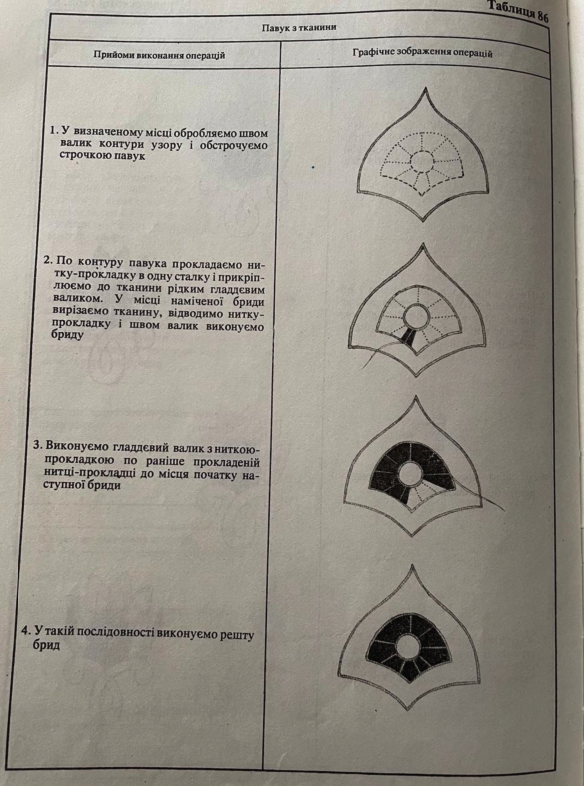 Таблиця 86
Павук з тканини
Прийоми виконання операцій
Графічне зображення операцій
1. У визначеному місці обробляємо швом
валик контури узору і обстрочуємо
строчкою павук
2. По контуру павука прокладаємо ни-
тку-прокладку в одну сталку і прикріп-
люємо до тканини рідким гладдєвим
валиком. У місці наміченої бриди
вирізаємо тканину, відводимо нитку-
прокладку і швом валик виконуємо
бриду
3. Виконуємо гладдєвий валик з ниткою-
прокладкою по раніше прокладеній
нитці-прокладці до місця початку на-
ступної бриди
4. У такій послідовності виконуємо решту
брид